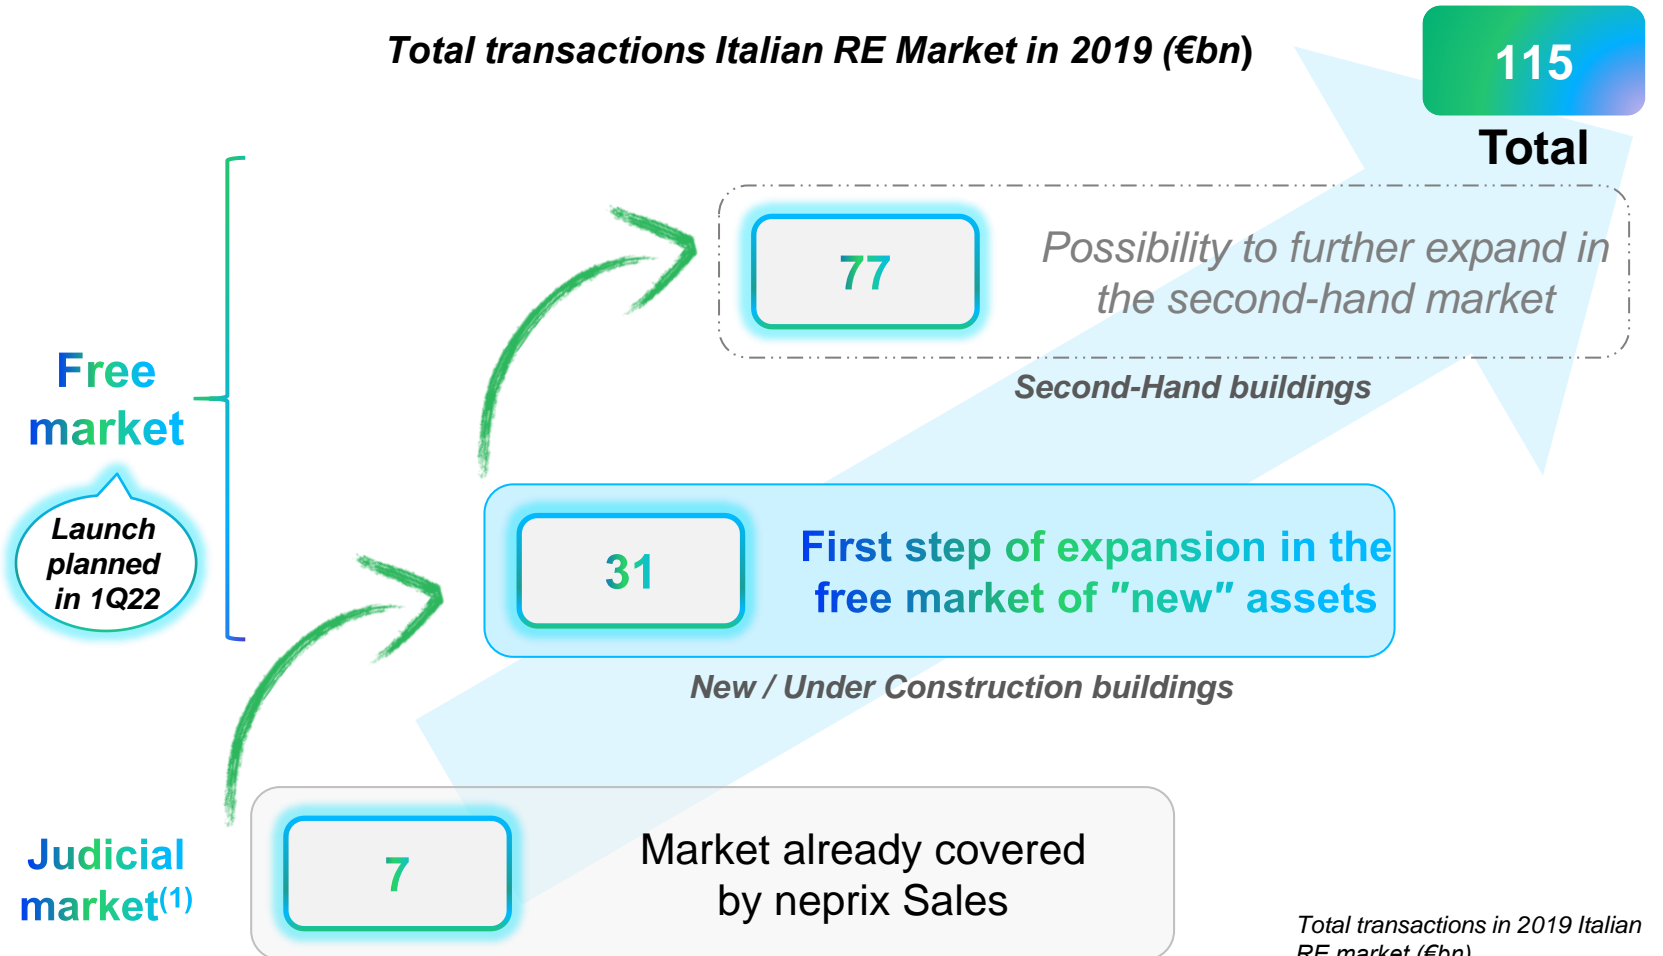 Total transactions Italian RE Market in 2019 (€bn)
115
Total
77
Possibility to further expand in
the second-hand market
Second-Hand buildings
Free
market
Launch
planned
in 1Q22
31
First step of expansion in the
free market of "new" assets
New / Under Construction buildings
Judicial
market(1)
7
Market already covered
by neprix Sales
Total transactions in 2019 Italian
RE market (€bn)